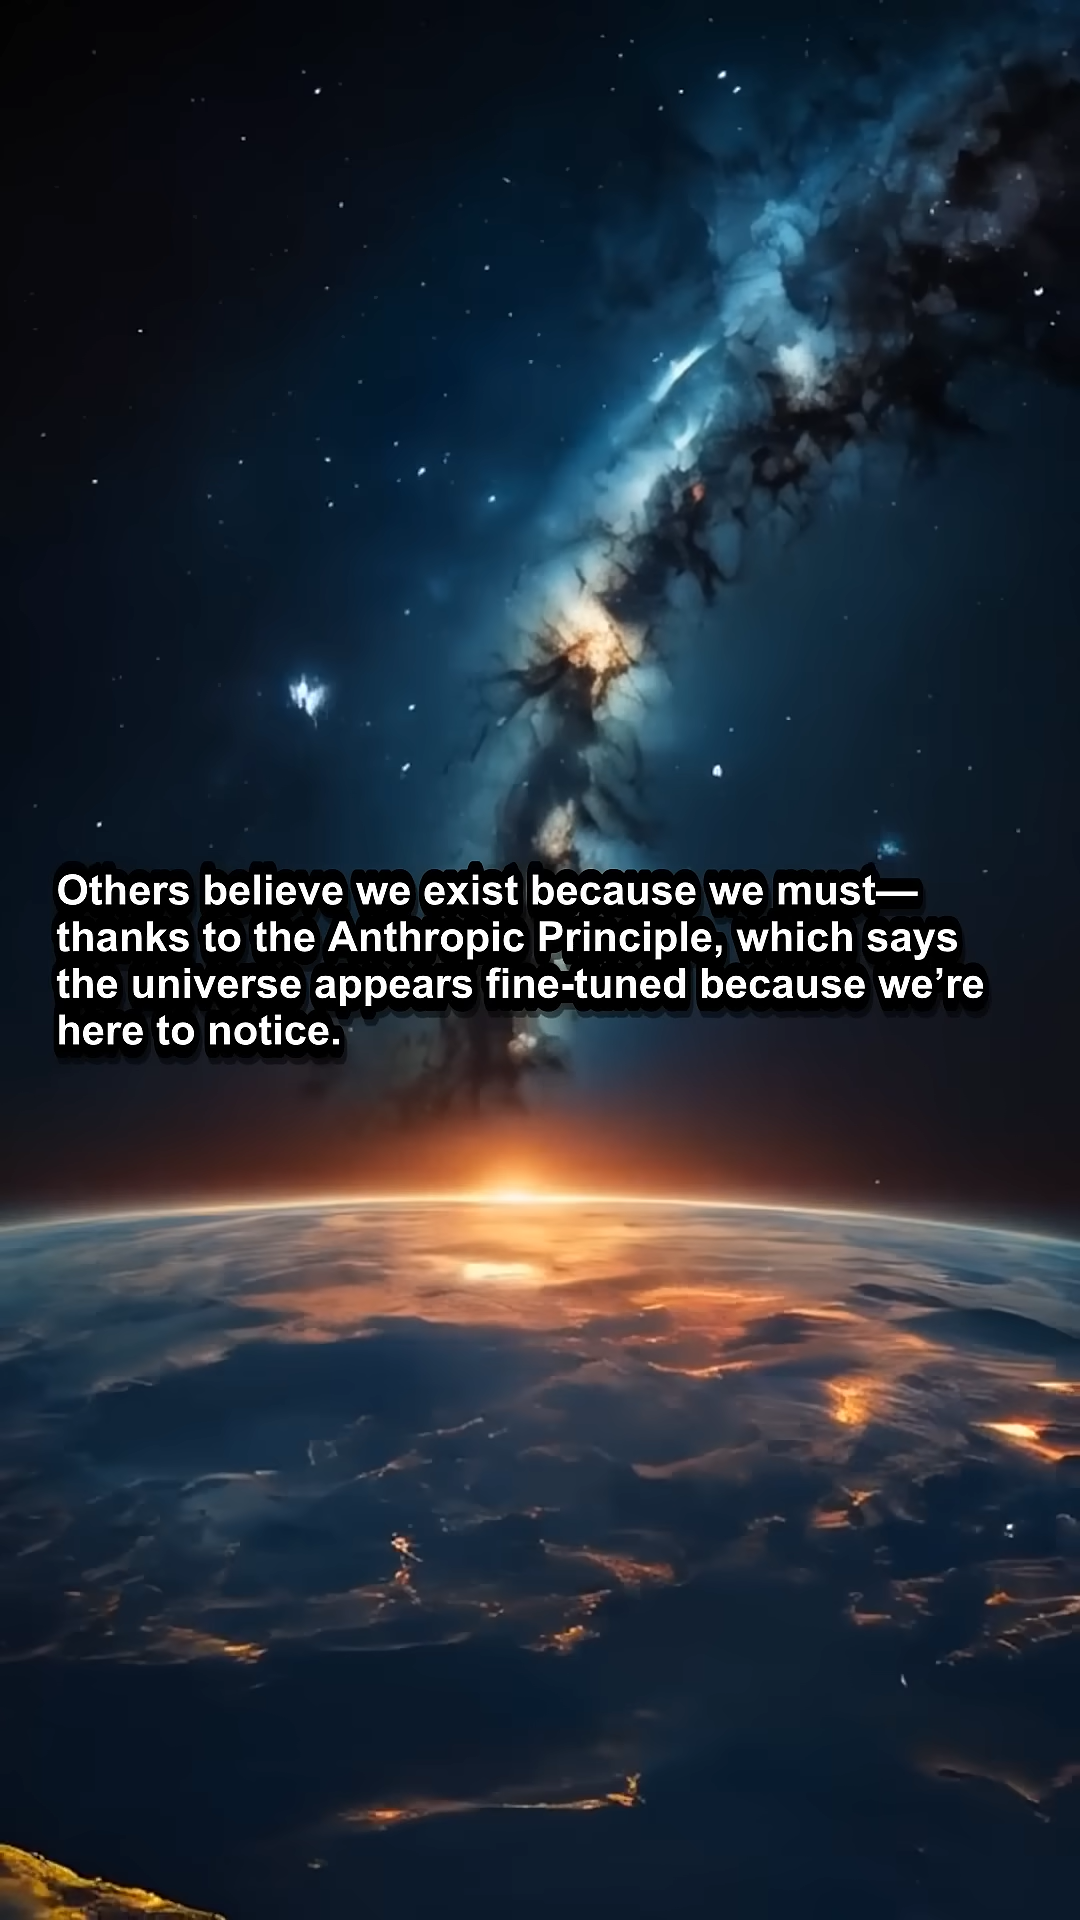 Others believe we exist because we must—
thanks to the Anthropic Principle, which says
the universe appears fine-tuned because we’re
here to notice.